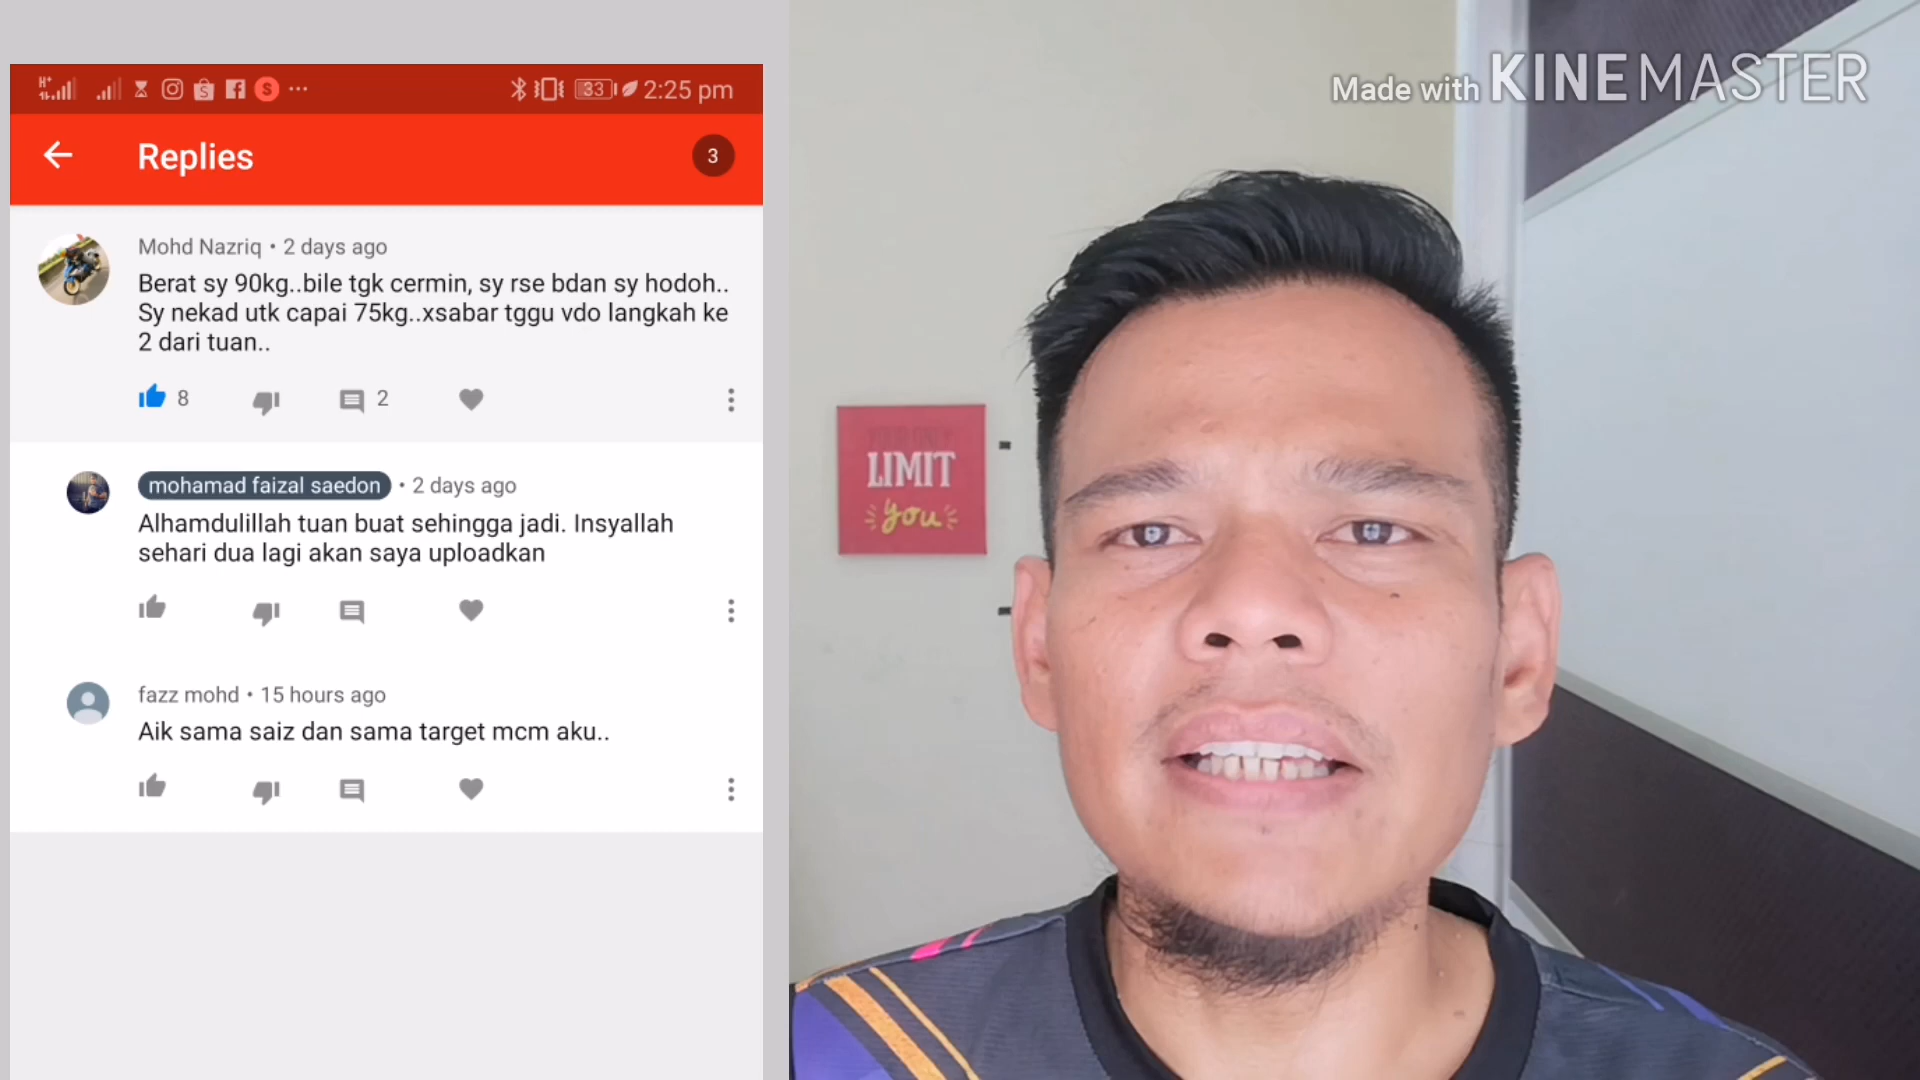 H+
33
2:25 pm
Replies
3
Mohd Nazriq • 2 days ago
Berat sy 90kg..bile tgk cermin, sy rse bdan sy hodoh..
Sy nekad utk capai 75kg..xsabar tggu vdo langkah ke
2 dari tuan..
8
2
mohamad faizal saedon • 2 days ago
Alhamdulillah tuan buat sehingga jadi. Insyallah
sehari dua lagi akan saya uploadkan
fazz mohd • 15 hours ago
Aik sama saiz dan sama target mcm aku..
Made with KINEMASTER
YOUR ONLY
LIMIT
you